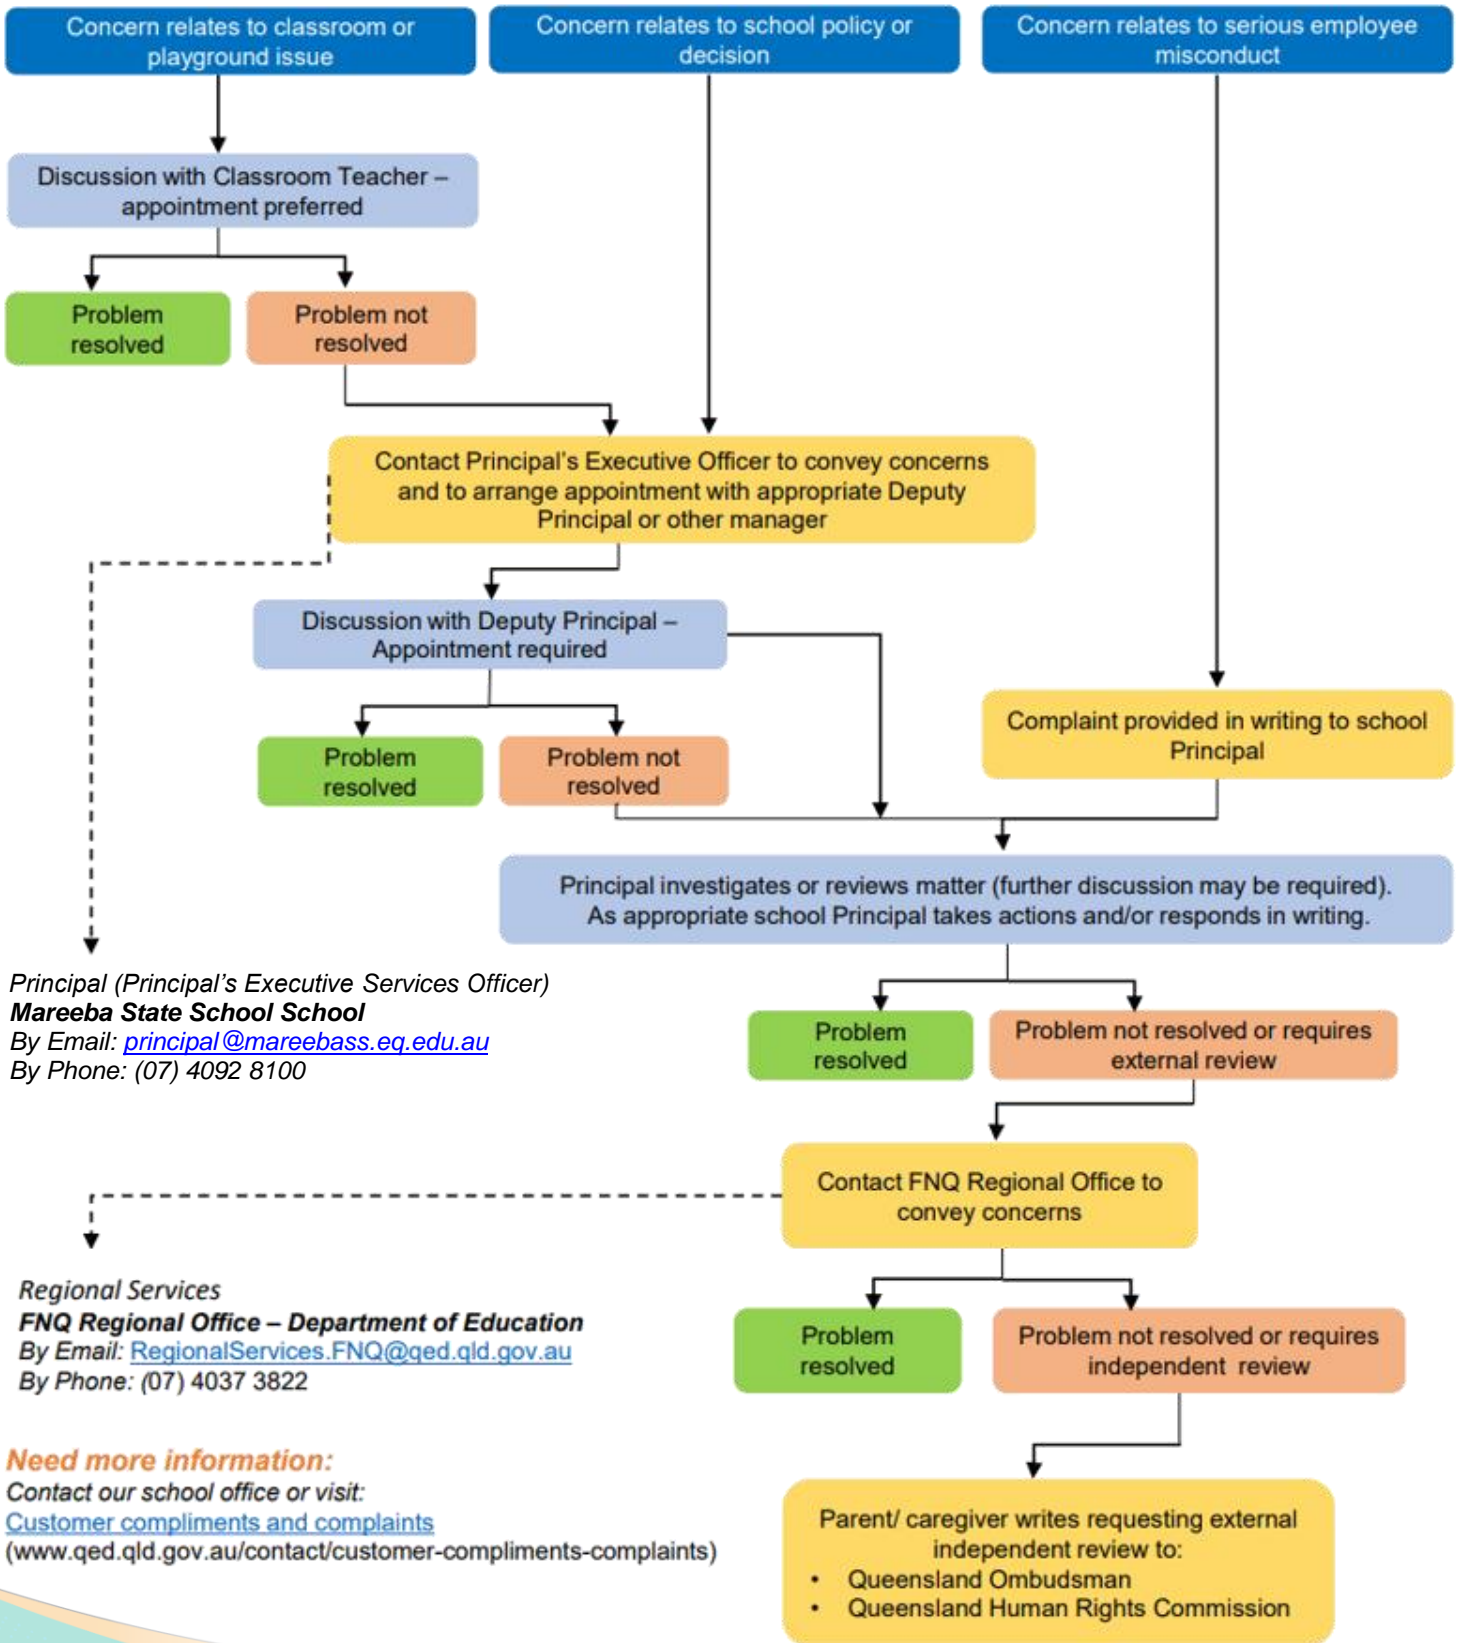 Concern relates to classroom or
playground issue
Concern relates to school policy or
decision
Concern relates to serious employee
misconduct
Discussion with Classroom Teacher –
appointment preferred
Problem
resolved
Problem not
resolved
Contact Principal's Executive Officer to convey concerns
and to arrange appointment with appropriate Deputy
Principal or other manager
Discussion with Deputy Principal –
Appointment required
Problem
resolved
Problem not
resolved
Complaint provided in writing to school
Principal
Principal investigates or reviews matter (further discussion may be required).
As appropriate school Principal takes actions and/or responds in writing.
Principal (Principal's Executive Services Officer)
Mareeba State School School
By Email: principal@mareebass.eq.edu.au
By Phone: (07) 4092 8100
Problem
resolved
Problem not resolved or requires
external review
Contact FNQ Regional Office to
convey concerns
Regional Services
FNQ Regional Office – Department of Education
By Email: RegionalServices.FNQ@qed.qld.gov.au
By Phone: (07) 4037 3822
Problem
resolved
Problem not resolved or requires
independent review
Need more information:
Contact our school office or visit:
Customer compliments and complaints
(www.qed.qld.gov.au/contact/customer-compliments-complaints)
Parent/ caregiver writes requesting external
independent review to:
• Queensland Ombudsman
• Queensland Human Rights Commission